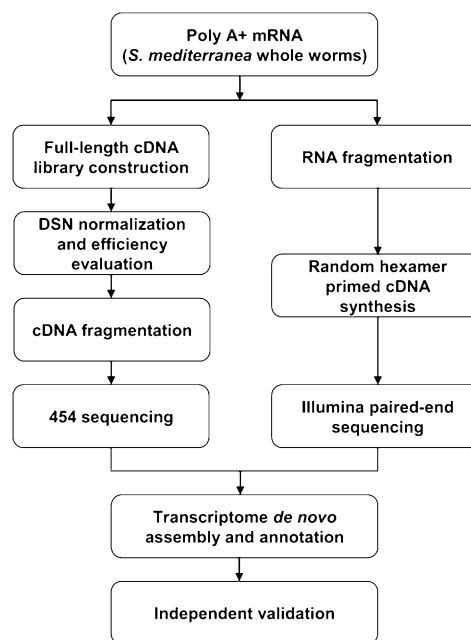 Poly A+ mRNA
(S. mediterranea whole worms)
Full-length cDNA
library construction
DSN normalization
and efficiency
evaluation
cDNA fragmentation
454 sequencing
RNA fragmentation
Random hexamer
primed cDNA
synthesis
Illumina paired-end
sequencing
Transcriptome de novo
assembly and annotation
Independent validation